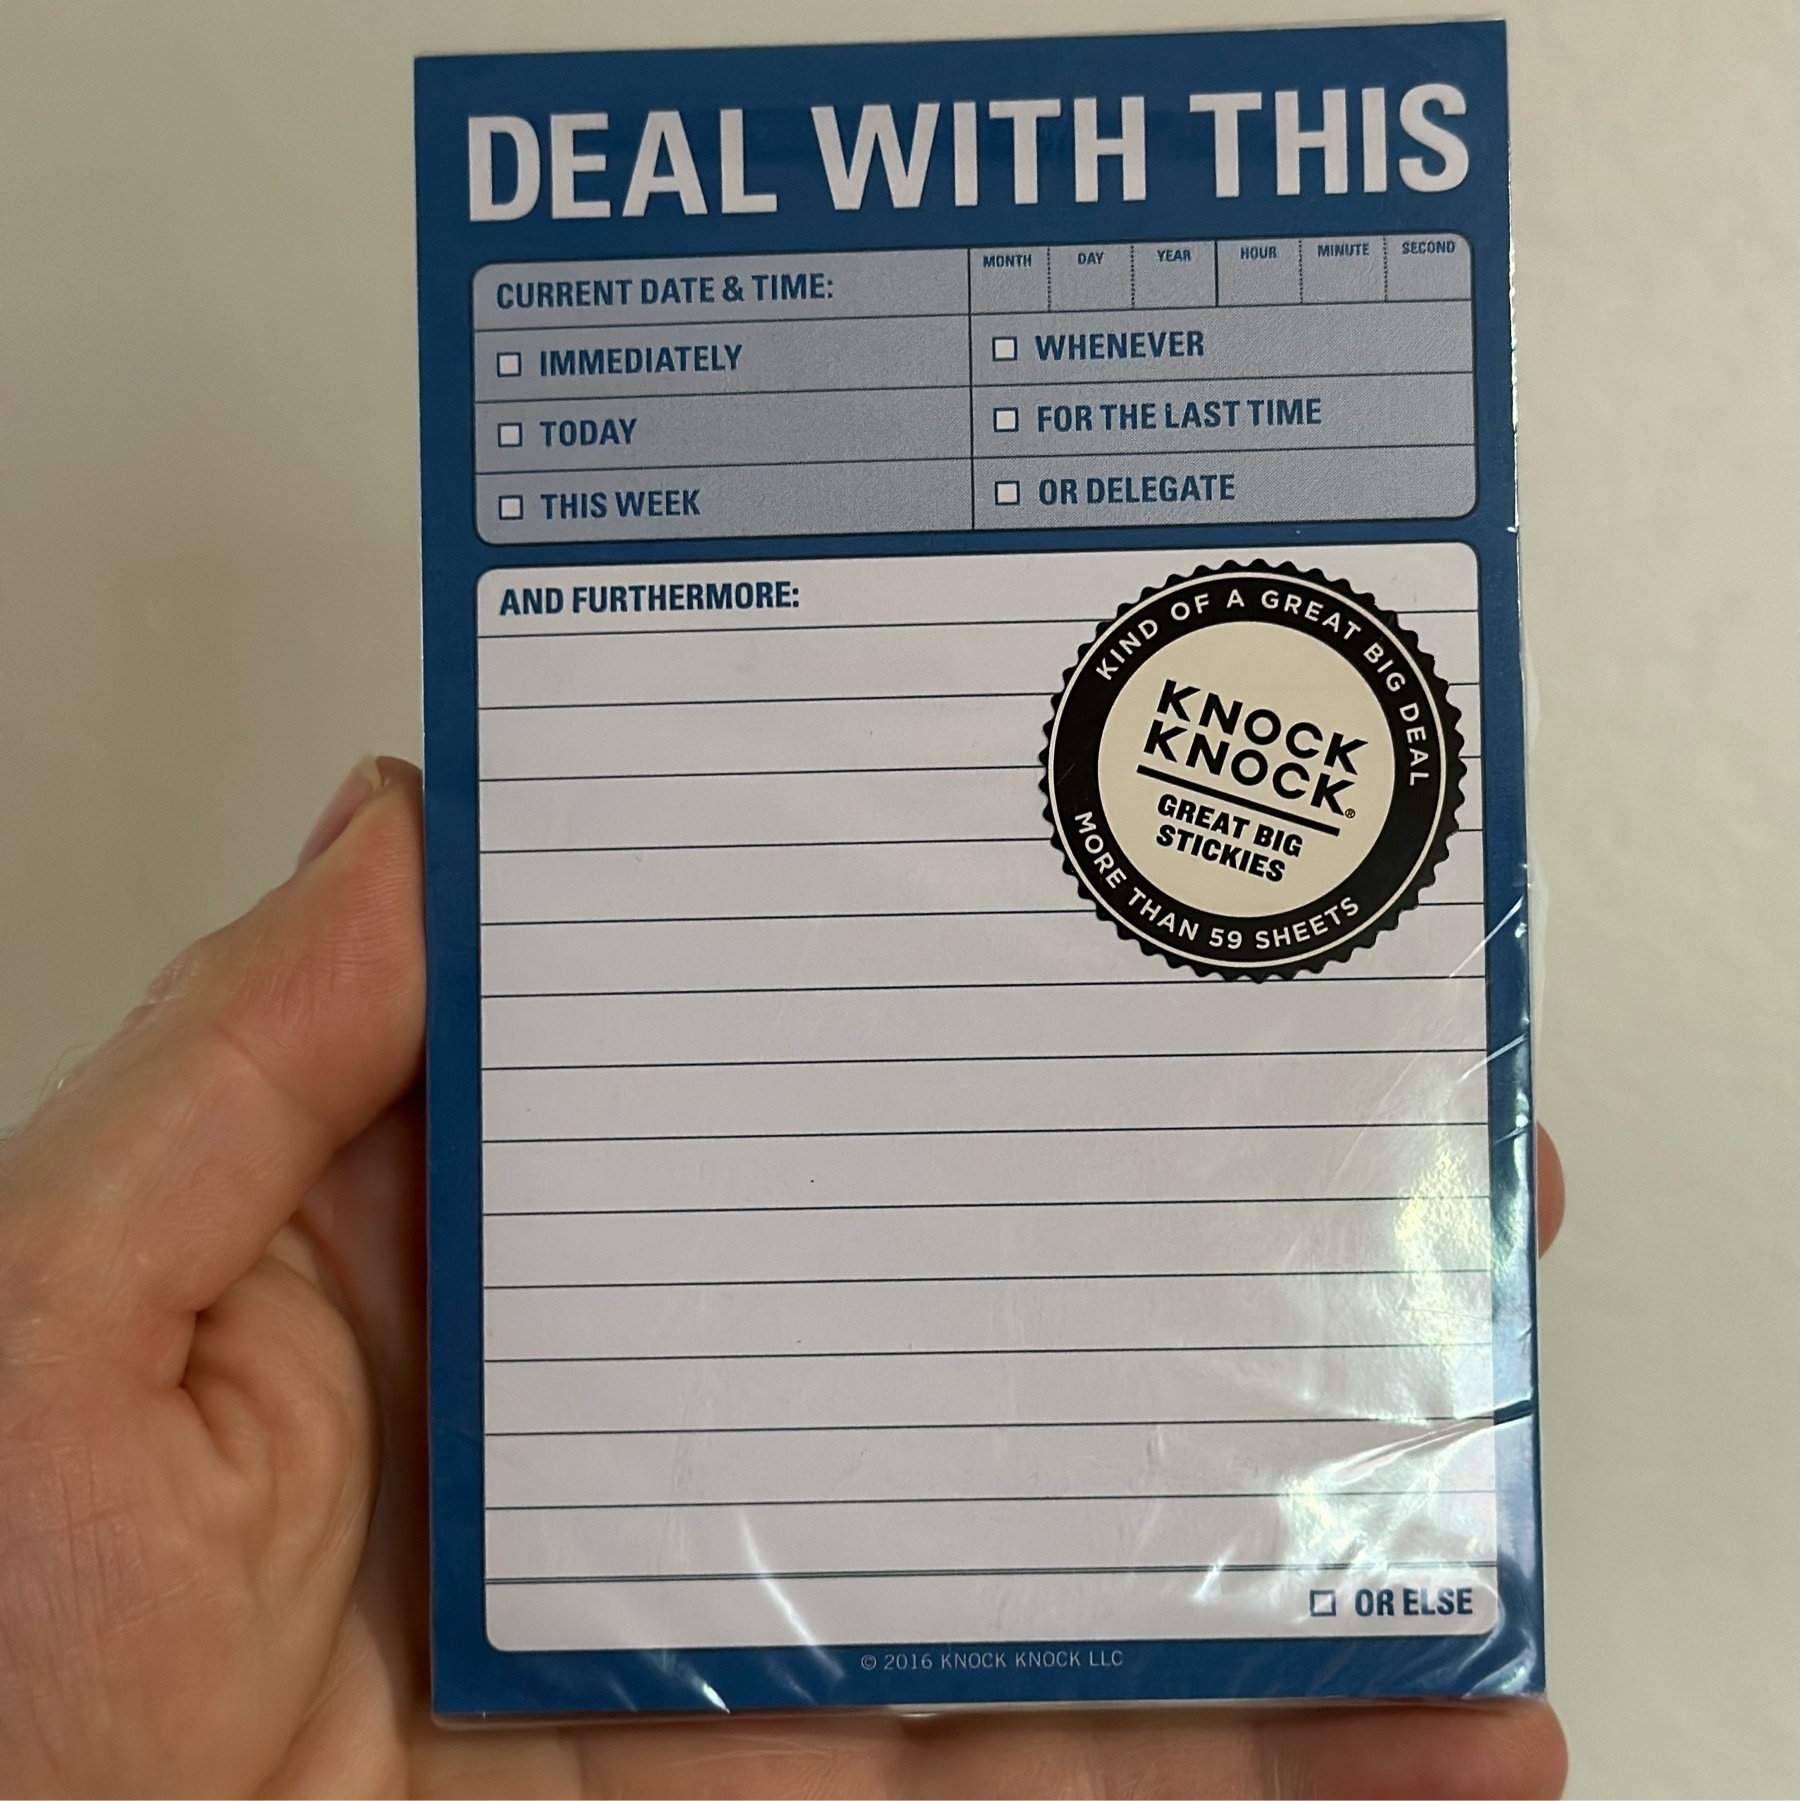 DEAL WITH THIS
CURRENT DATE & TIME:
MONTH DAY YEAR HOUR MINUTE SECOND
IMMEDIATELY
WHENEVER
TODAY
FOR THE LAST TIME
THIS WEEK
OR DELEGATE
AND FURTHERMORE:
KIND OF A GREAT BIG DEAL
KNOCK
KNOCK®
GREAT BIG
STICKIES
MORE THAN 59 SHEETS
OR ELSE
© 2016 KNOCK KNOCK LLC